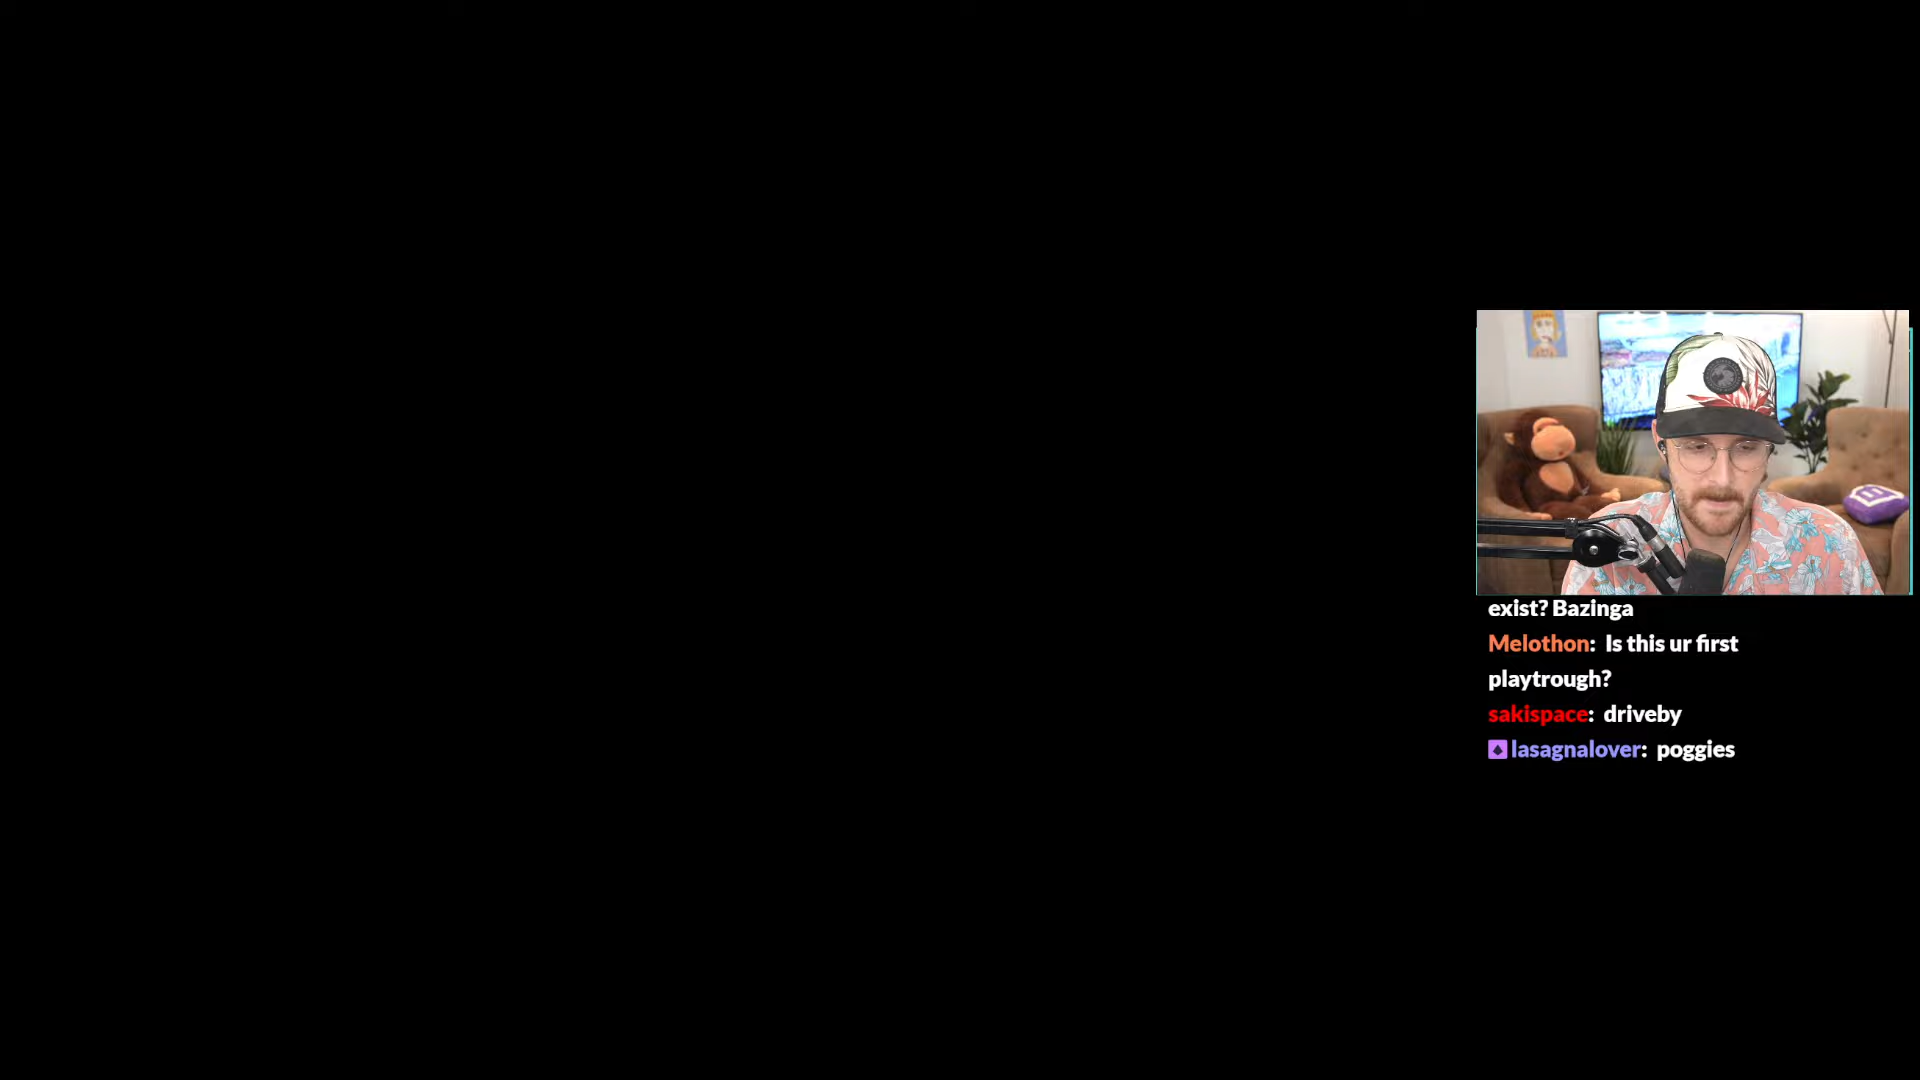 exist? Bazinga
Melothon: Is this ur first
playtrough?
sakispace: driveby
lasagnalover: poggies